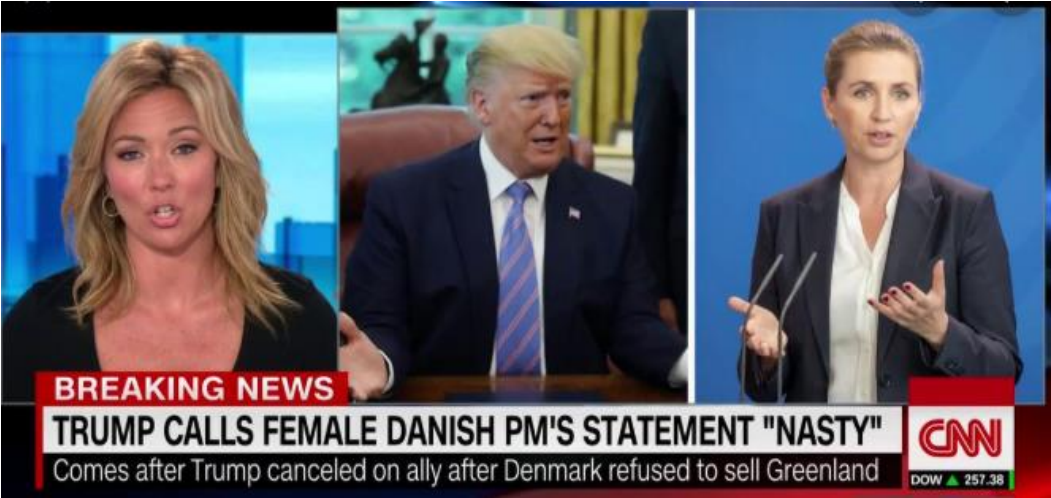 BREAKING NEWS
TRUMP CALLS FEMALE DANISH PM'S STATEMENT "NASTY"
Comes after Trump canceled on ally after Denmark refused to sell Greenland
CNN
DOW ▲ 257.38